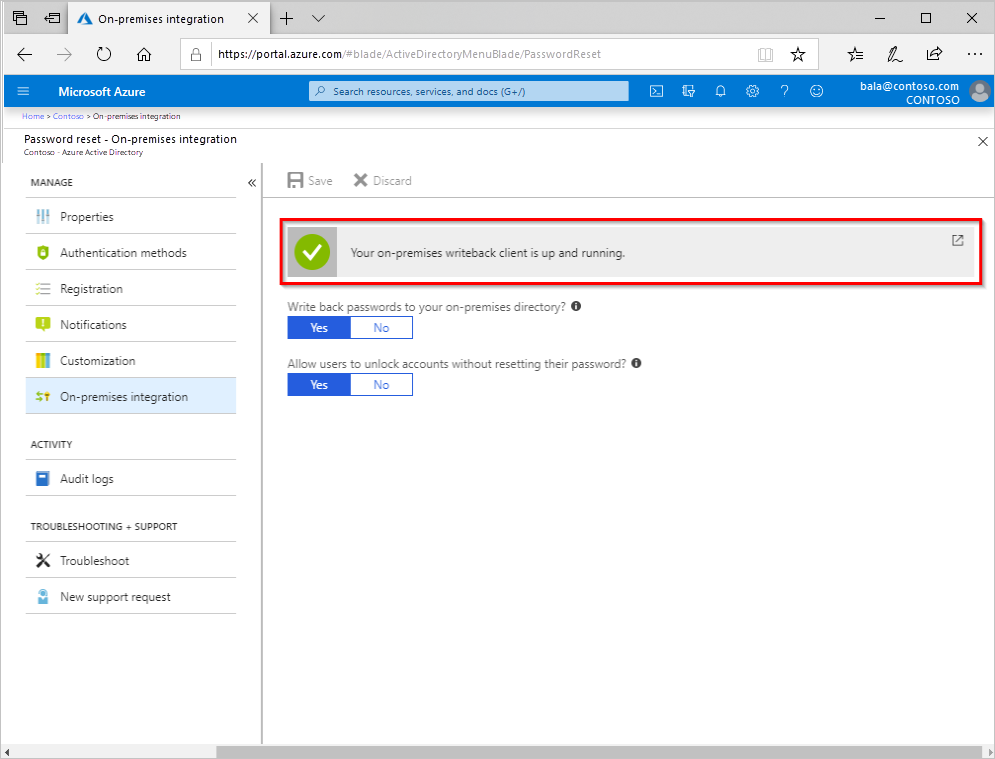 On-premises integration
https://portal.azure.com/#blade/ActiveDirectoryMenuBlade/PasswordReset
Microsoft Azure
Search resources, services, and docs (G+/)
bala@contoso.com
CONTOSO
Home > Contoso > On-premises integration
Password reset - On-premises integration
Contoso - Azure Active Directory
MANAGE
Properties
Authentication methods
Registration
Notifications
Customization
On-premises integration
ACTIVITY
Audit logs
TROUBLESHOOTING + SUPPORT
Troubleshoot
New support request
Save Discard
Your on-premises writeback client is up and running.
Write back passwords to your on-premises directory?
Yes No
Allow users to unlock accounts without resetting their password?
Yes No